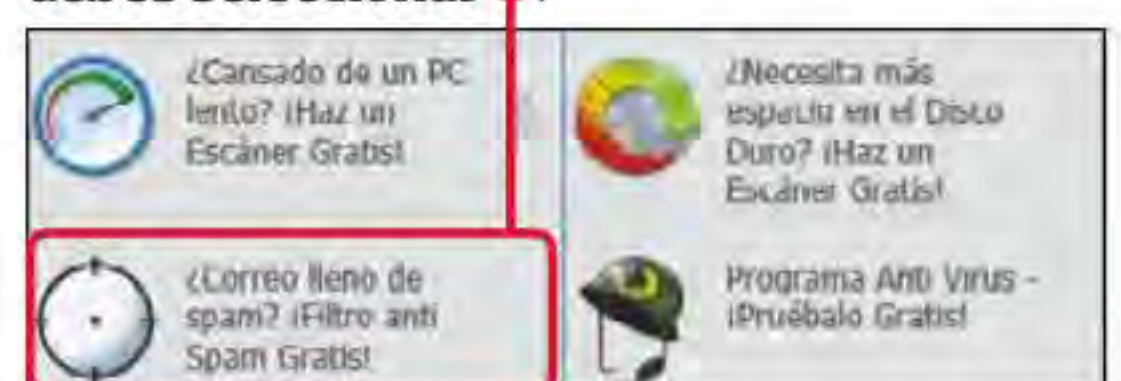 ¿Cansado de un PC
lento? ¡Haz un
Escáner Gratis!
¿Necesita más
espacio en el Disco
Duro? ¡Haz un
Escáner Gratis!
¿Correo lleno de
spam? ¡Filtro anti
Spam Gratis!
Programa Anti Virus -
¡Pruébalo Gratis!